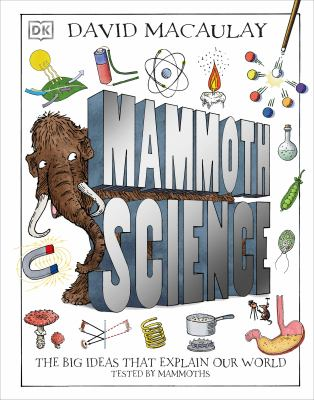 DK
DAVID MACAULAY
MAMMOTH
SCIENCE
THE BIG IDEAS THAT EXPLAIN OUR WORLD
TESTED BY MAMMOTHS